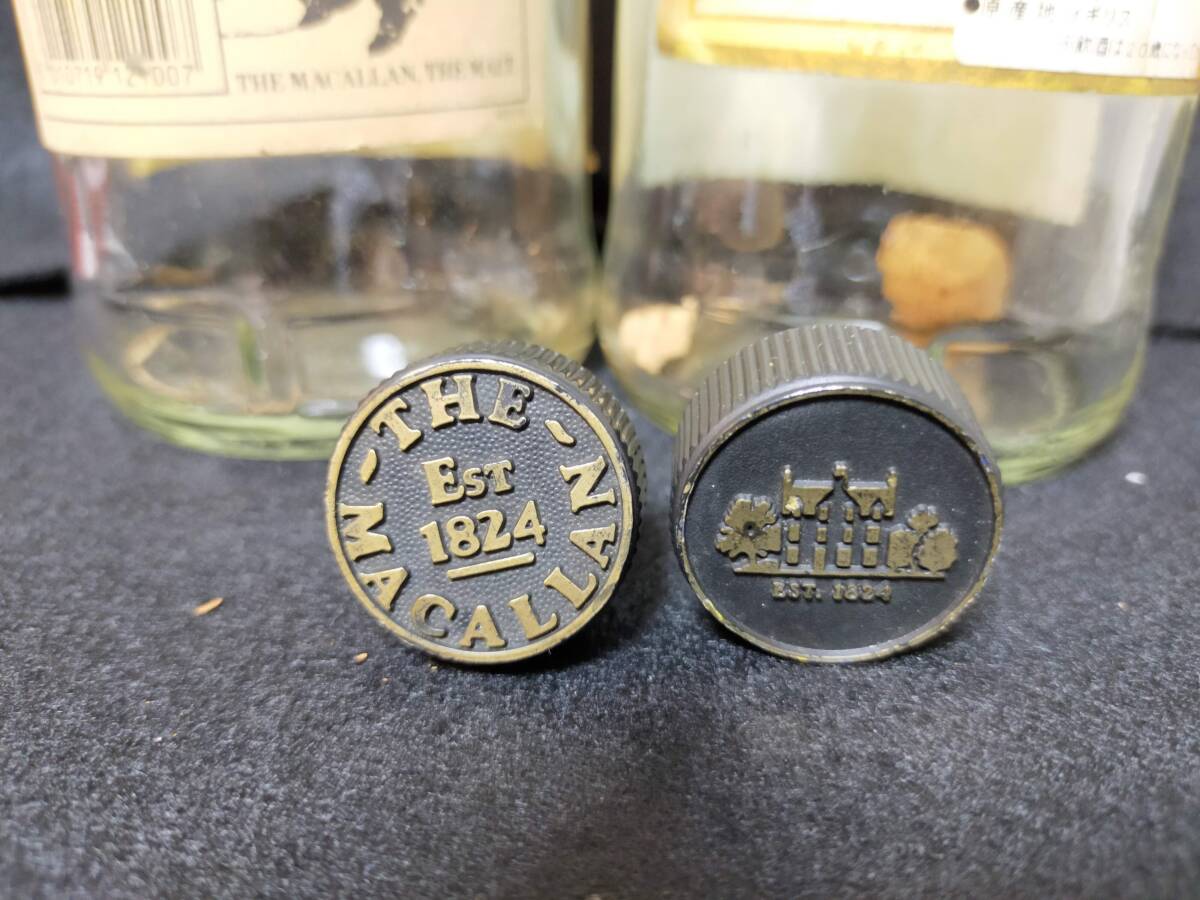 THE MACALLAN. THE MALT
●原産地 イギリス
THE
MACALLAN
EST
1824
EST. 1824